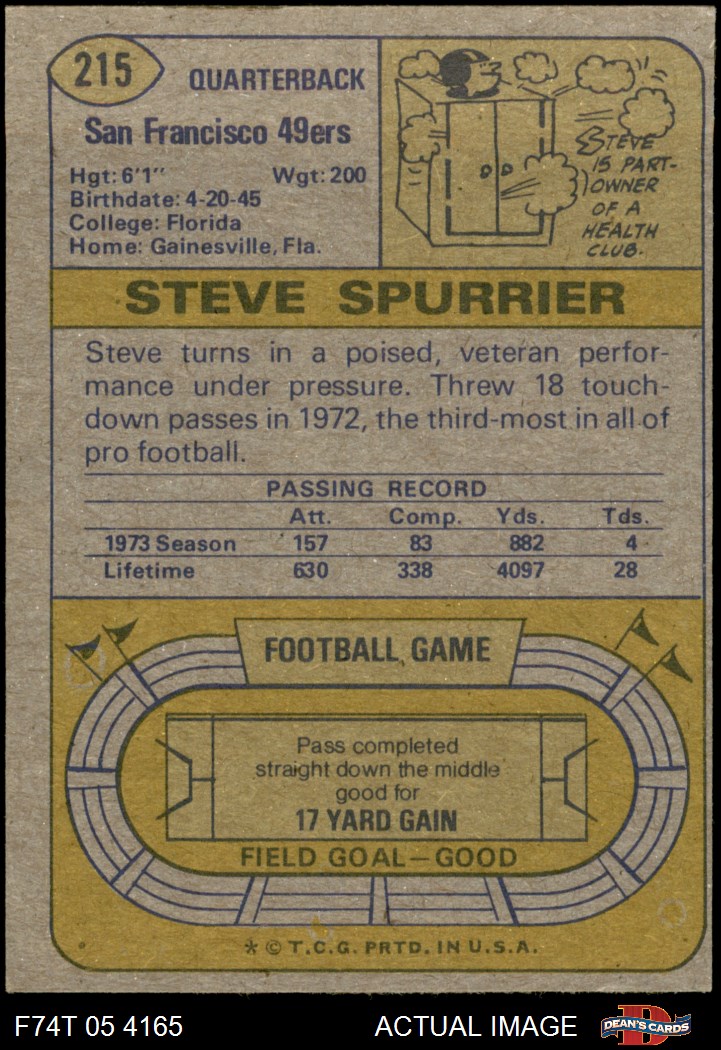 215
QUARTERBACK
San Francisco 49ers
Hgt: 6'1" Wgt: 200
Birthdate: 4-20-45
College: Florida
Home: Gainesville, Fla.
STEVE
IS PART-
OWNER
OF A
HEALTH
CLUB.
STEVE SPURRIER
Steve turns in a poised, veteran perfor-
mance under pressure. Threw 18 touch-
down passes in 1972, the third-most in all of
pro football.
PASSING RECORD
Att. Comp. Yds. Tds.
1973 Season 157 83 882 4
Lifetime 630 338 4097 28
FOOTBALL GAME
Pass completed
straight down the middle
good for
17 YARD GAIN
FIELD GOAL—GOOD
* © T.C.G. PRTD. IN U.S.A.
F74T 05 4165 ACTUAL IMAGE
DEAN'S CARDS